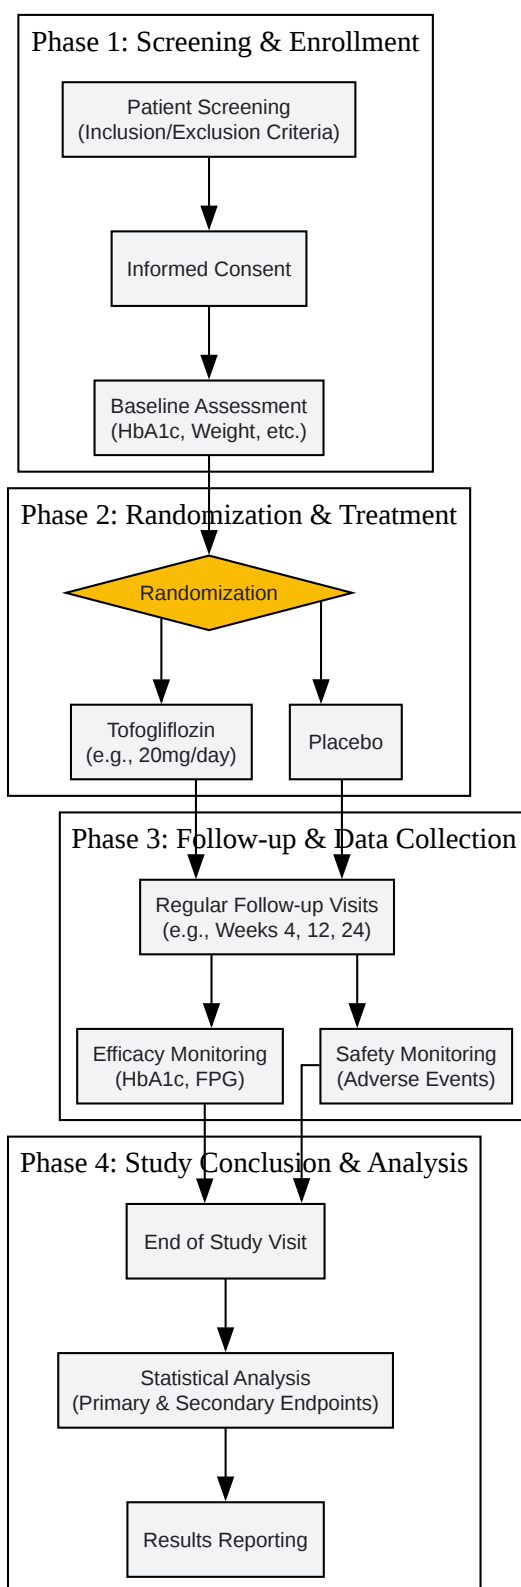 Phase 1: Screening & Enrollment
Patient Screening
(Inclusion/Exclusion Criteria)
Informed Consent
Baseline Assessment
(HbA1c, Weight, etc.)
Phase 2: Randomization & Treatment
Randomization
Tofogliflozin
(e.g., 20mg/day)
Placebo
Phase 3: Follow-up & Data Collection
Regular Follow-up Visits
(e.g., Weeks 4, 12, 24)
Efficacy Monitoring
(HbA1c, FPG)
Safety Monitoring
(Adverse Events)
Phase 4: Study Conclusion & Analysis
End of Study Visit
Statistical Analysis
(Primary & Secondary Endpoints)
Results Reporting